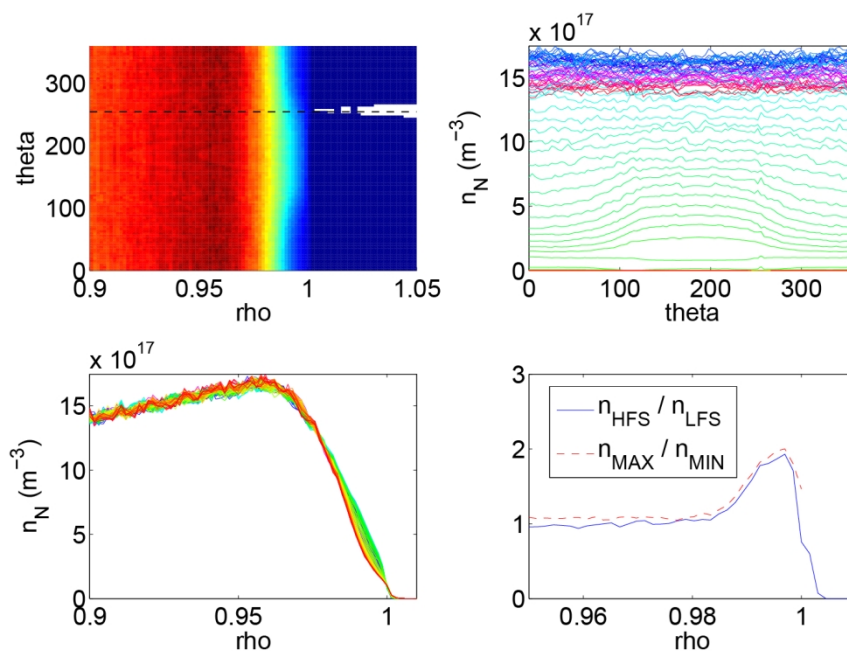 theta
300
200
100
0
0.9
0.95
1
1.05
rho
x 10^17
n_N (m^-3)
15
10
5
0
0
100
200
300
theta
x 10^17
n_N (m^-3)
15
10
5
0
0.9
0.95
1
rho
3
2
1
0
n_HFS / n_LFS
n_MAX / n_MIN
0.96
0.98
1
rho